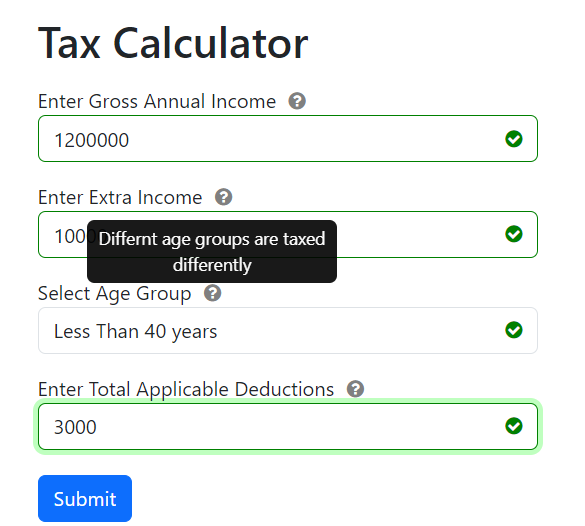 Tax Calculator
Enter Gross Annual Income
1200000
Enter Extra Income
Differnt age groups are taxed
differently
Select Age Group
Less Than 40 years
Enter Total Applicable Deductions
3000
Submit